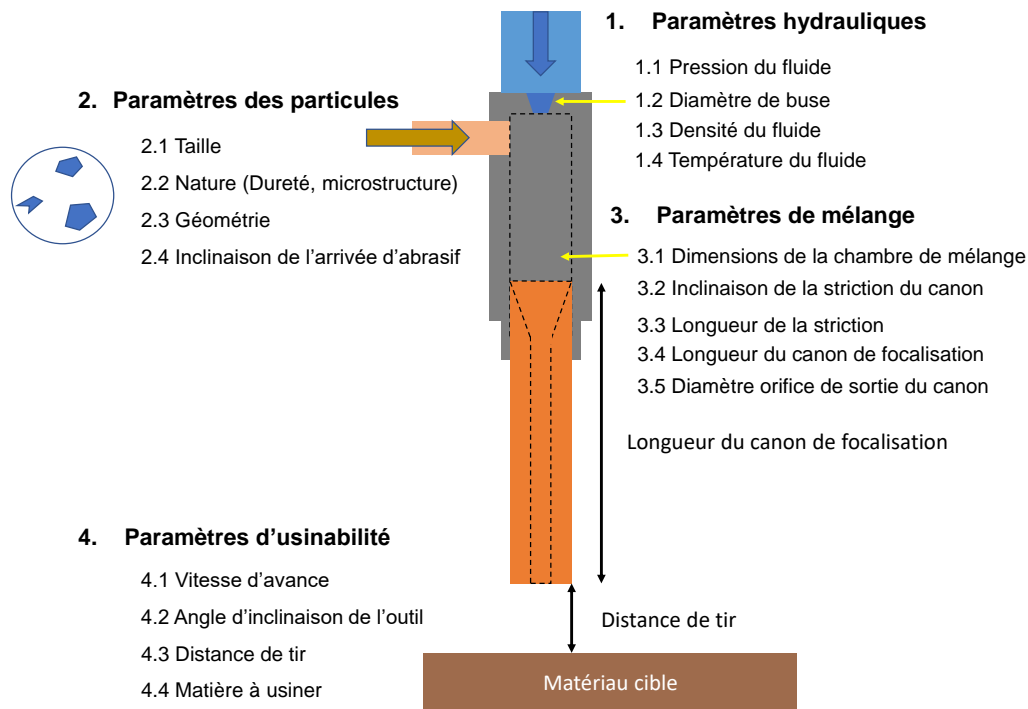 1. Paramètres hydrauliques
1.1 Pression du fluide
1.2 Diamètre de buse
1.3 Densité du fluide
1.4 Température du fluide
2. Paramètres des particules
2.1 Taille
2.2 Nature (Dureté, microstructure)
2.3 Géométrie
2.4 Inclinaison de l’arrivée d’abrasif
3. Paramètres de mélange
3.1 Dimensions de la chambre de mélange
3.2 Inclinaison de la striction du canon
3.3 Longueur de la striction
3.4 Longueur du canon de focalisation
3.5 Diamètre orifice de sortie du canon
Longueur du canon de focalisation
4. Paramètres d’usinabilité
4.1 Vitesse d’avance
4.2 Angle d’inclinaison de l’outil
4.3 Distance de tir
4.4 Matière à usiner
Distance de tir
Matériau cible